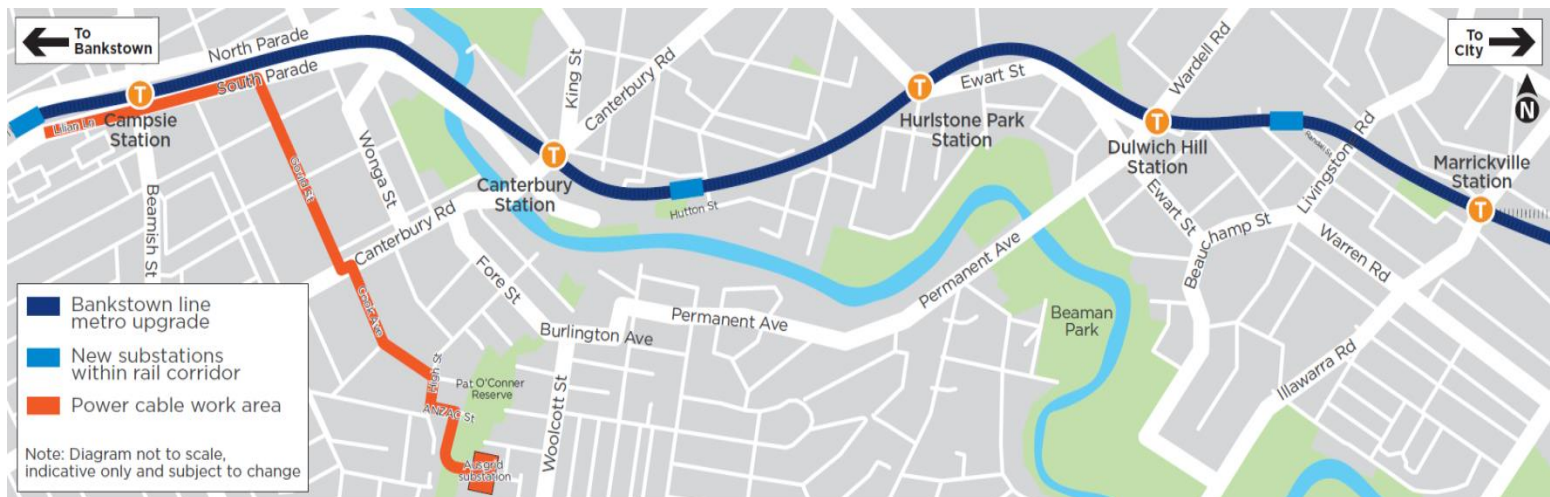 To
Bankstown
North Parade
South Parade
Lilian Ln
Campsie
Station
Beamish St
Wonga St
King St
Canterbury Rd
Canterbury
Station
Canterbury Rd
Hutton St
Ewart St
Hurlstone Park
Station
Wardell Rd
Dulwich Hill
Station
Ewart St
Livingstone Rd
To
City
N
Marrickville
Station
Beauchamp St
Warren Rd
Illawarra Rd
Permanent Ave
Permanent Ave
Beaman
Park
Fore St
Burlington Ave
Woolcott St
Cook Ave
High St
Pat O'Conner
Reserve
ANZAC St
Ausgrid
substation
Bankstown line
metro upgrade
New substations
within rail corridor
Power cable work area
Note: Diagram not to scale,
indicative only and subject to change
T
T
T
T
T